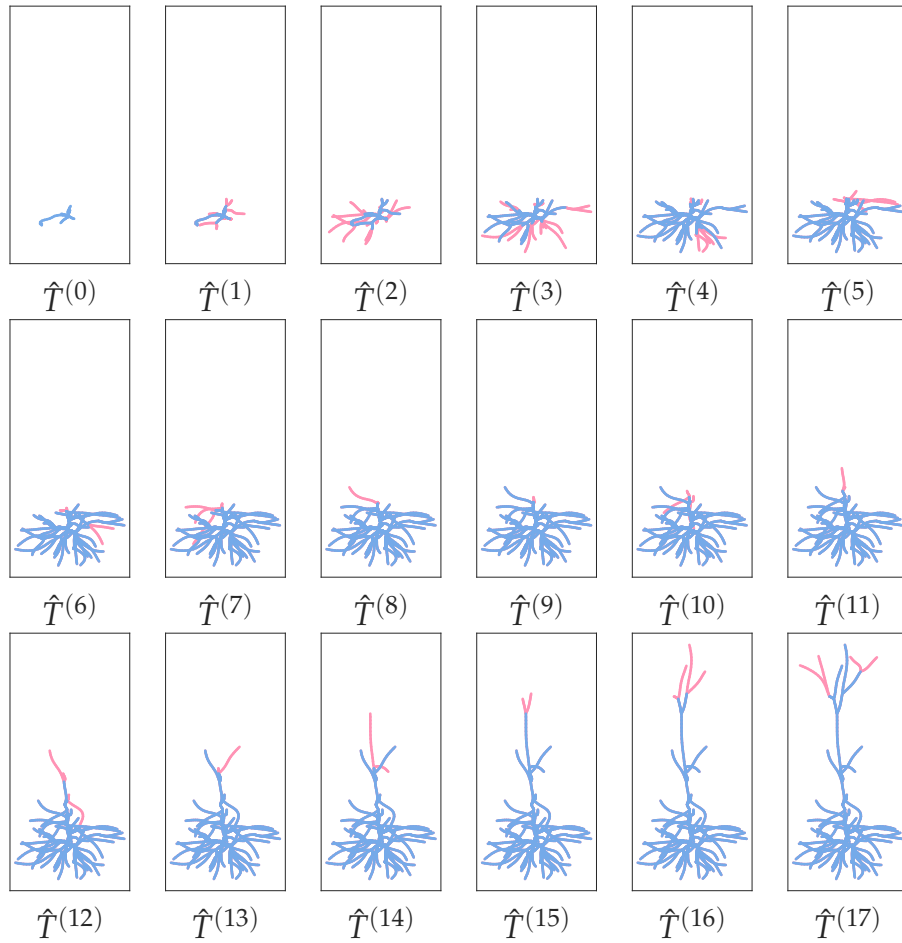 T̂(0) T̂(1) T̂(2) T̂(3) T̂(4) T̂(5)
T̂(6) T̂(7) T̂(8) T̂(9) T̂(10) T̂(11)
T̂(12) T̂(13) T̂(14) T̂(15) T̂(16) T̂(17)